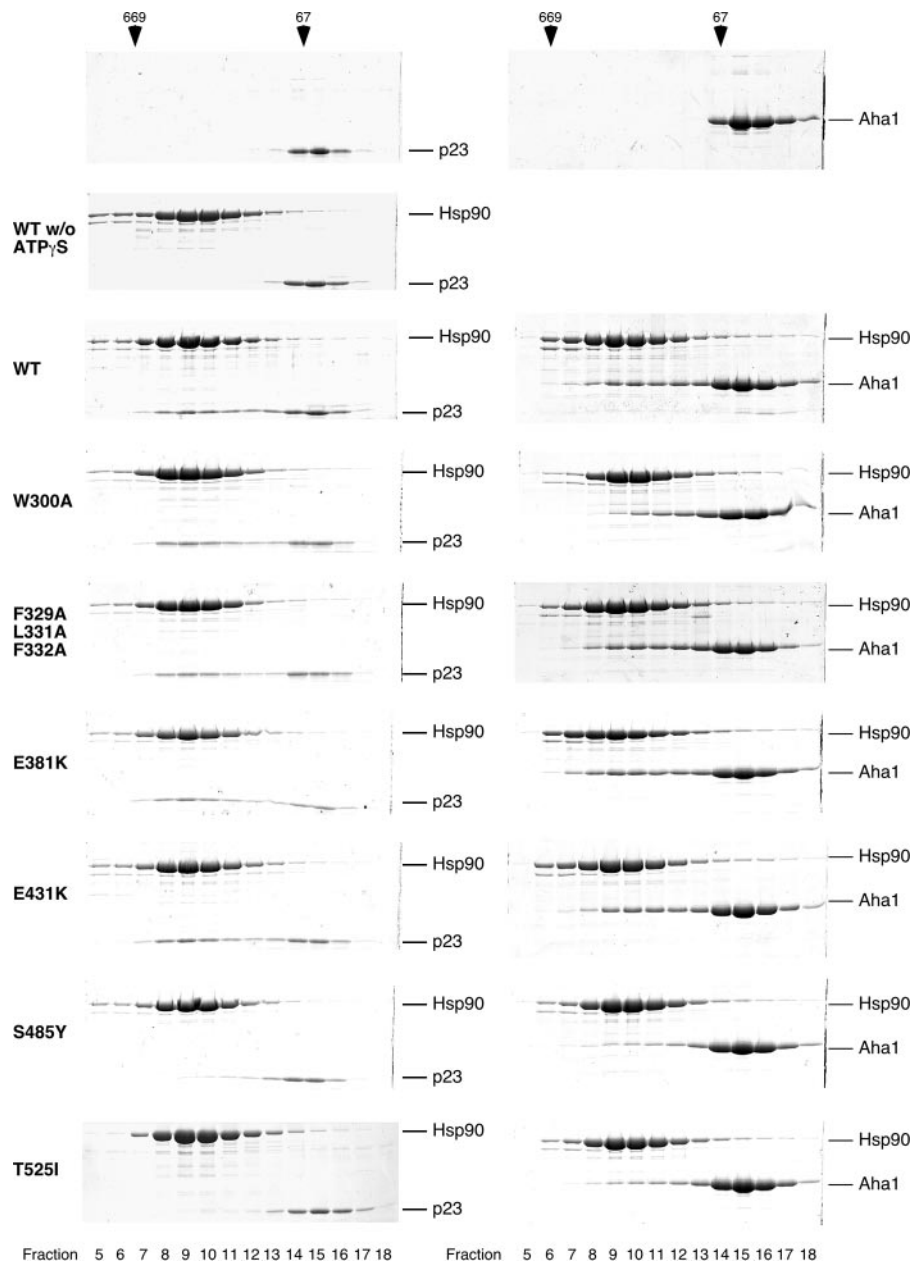 669 67 669 67
Aha1
p23
Hsp90
WT w/o
ATPγS
p23
Hsp90 Hsp90
WT
Aha1
p23
Hsp90 Hsp90
W300A
Aha1
p23
Hsp90 Hsp90
F329A
L331A
F332A
Aha1
p23
Hsp90 Hsp90
E381K
Aha1
p23
Hsp90 Hsp90
E431K
Aha1
p23
Hsp90 Hsp90
S485Y
Aha1
p23
Hsp90 Hsp90
T525I
Aha1
p23
Fraction 5 6 7 8 9 10 11 12 13 14 15 16 17 18 Fraction 5 6 7 8 9 10 11 12 13 14 15 16 17 18